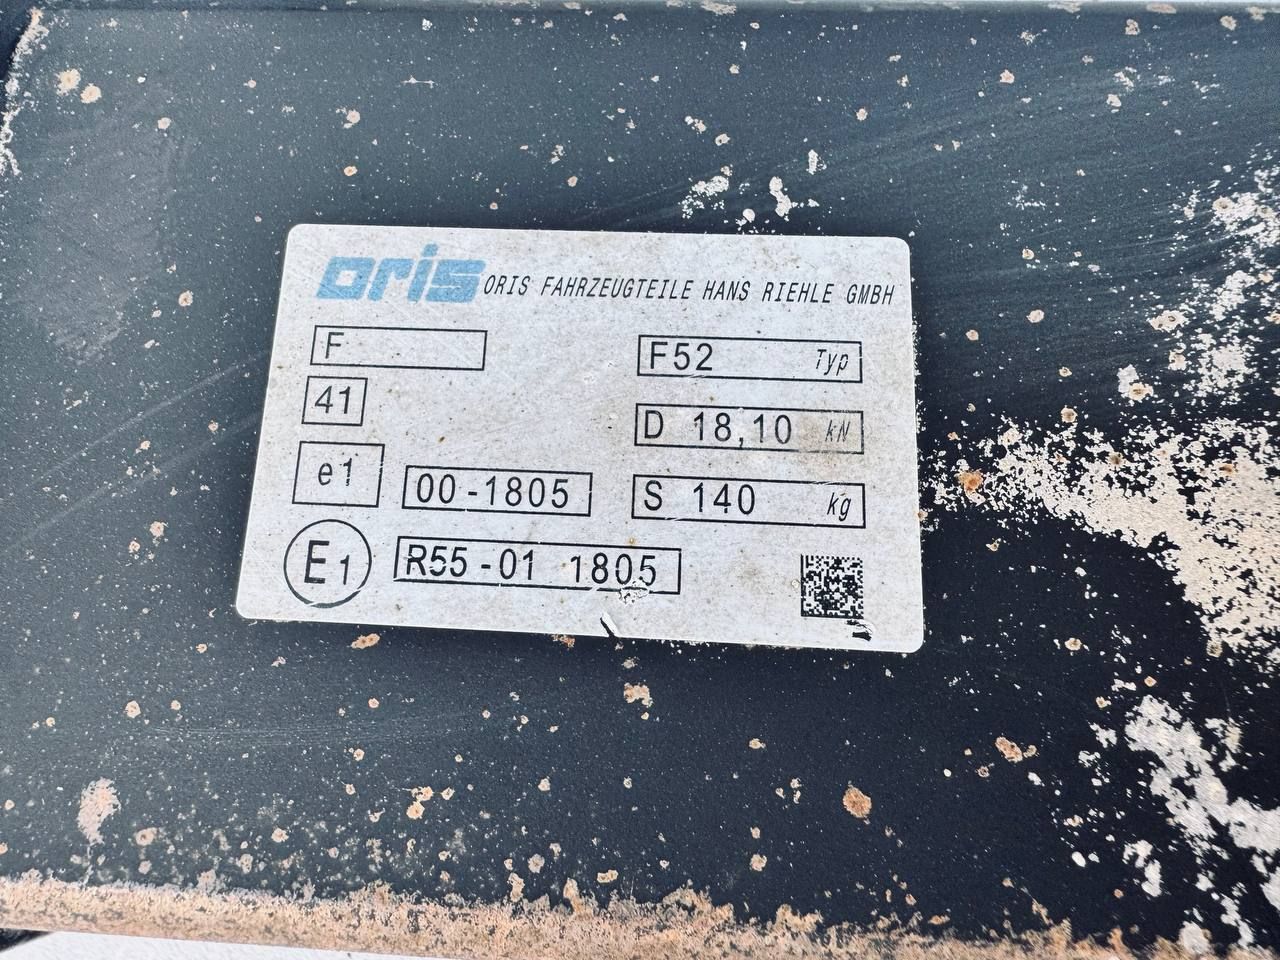 oris ORIS FAHRZEUGTEILE HANS RIEHLE GMBH
F
F52 Typ
41
D 18,10 kN
e1 00-1805
S 140 kg
E1 R55-01 1805